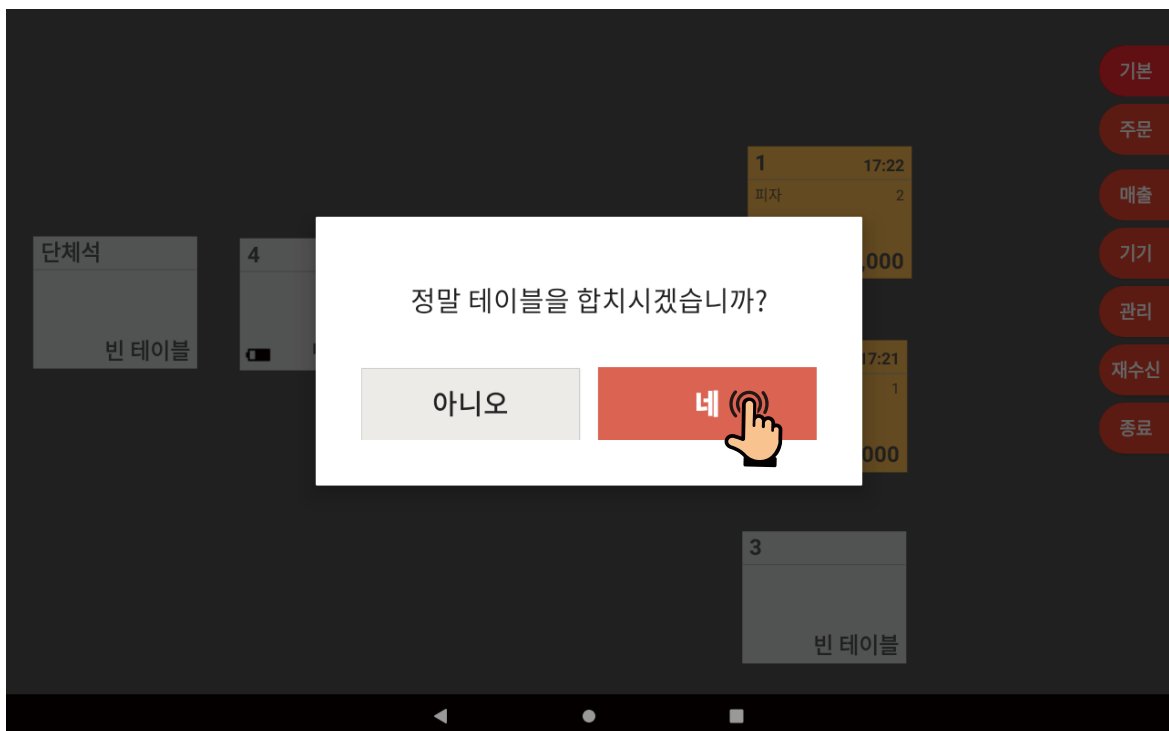 기본
주문
1 17:22
피자 2
매출
단체석
4
,000
기기
정말 테이블을 합치시겠습니까?
관리
빈 테이블
17:21
재수신
1
아니오
네
종료
000
3
빈 테이블